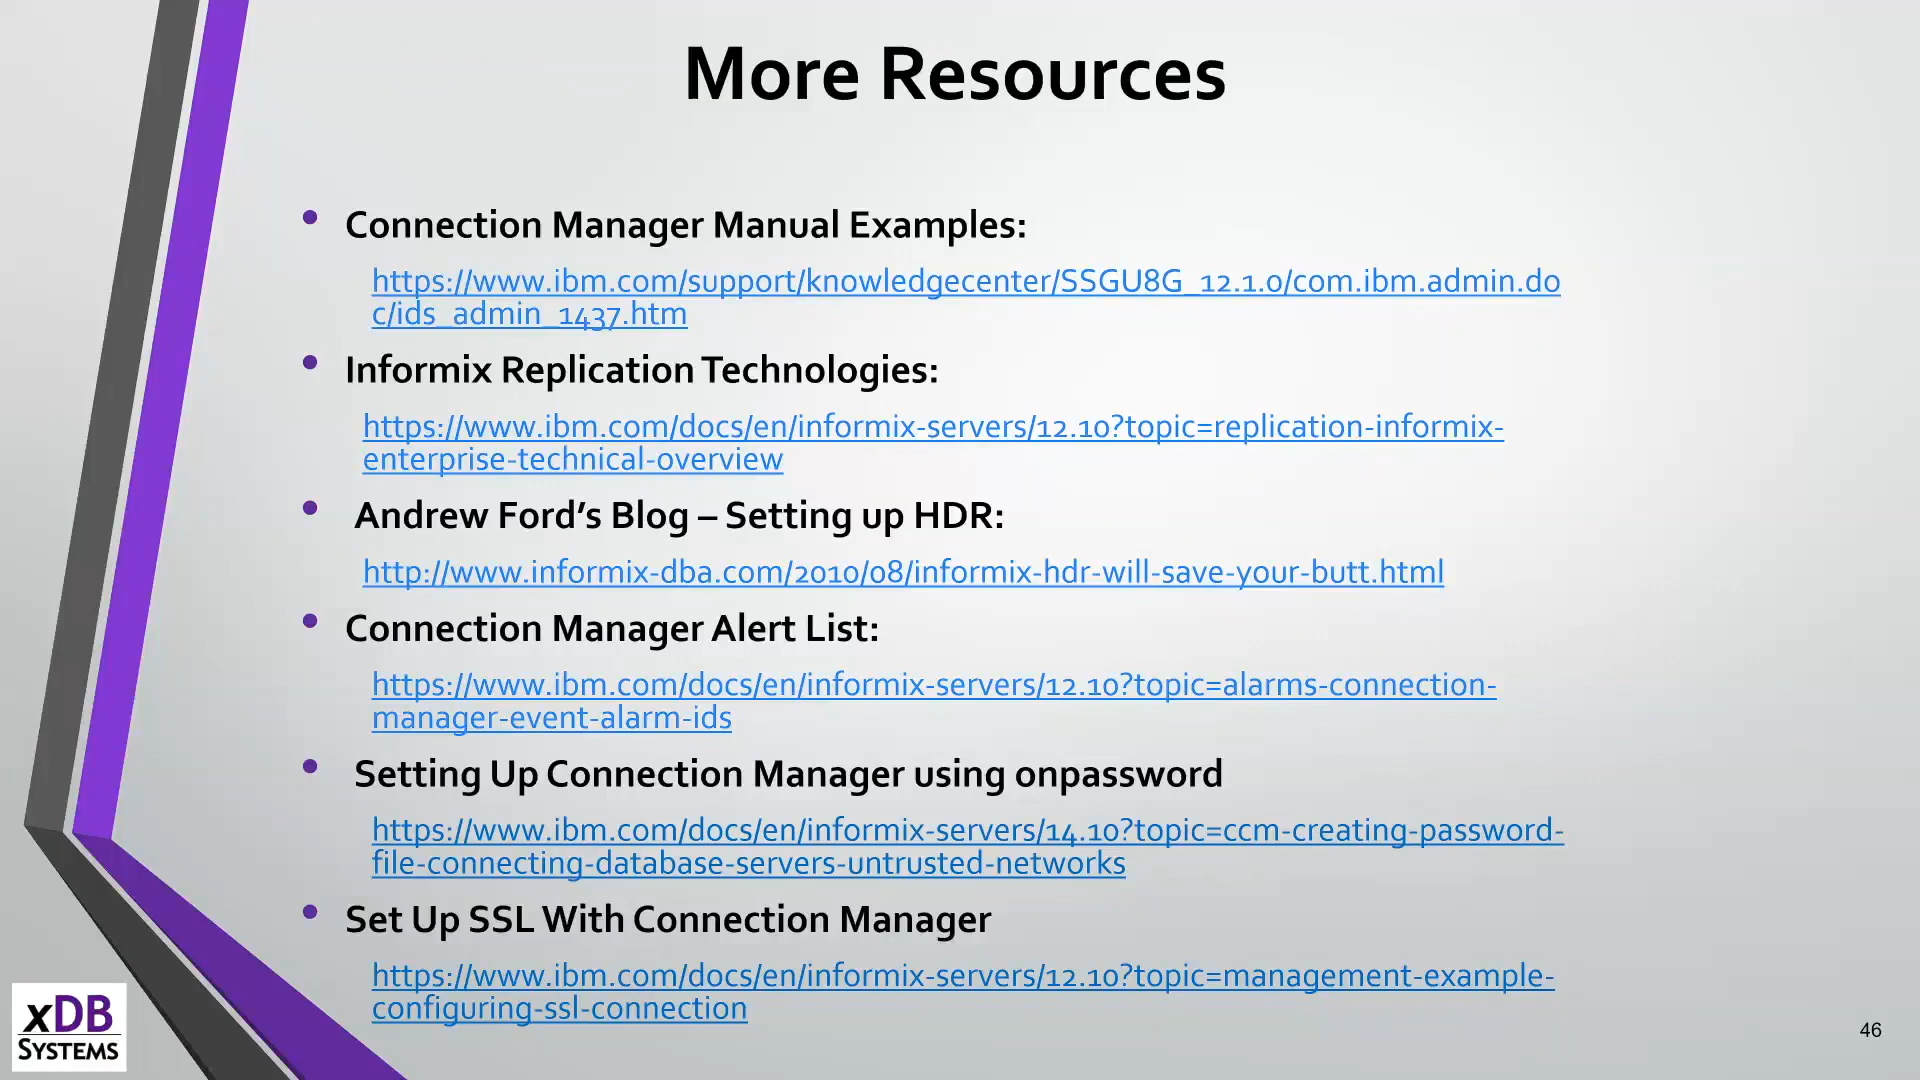 More Resources
• Connection Manager Manual Examples:
https://www.ibm.com/support/knowledgecenter/SSGU8G_12.1.0/com.ibm.admin.do
c/ids_admin_1437.htm
• Informix Replication Technologies:
https://www.ibm.com/docs/en/informix-servers/12.10?topic=replication-informix-
enterprise-technical-overview
• Andrew Ford’s Blog – Setting up HDR:
http://www.informix-dba.com/2010/08/informix-hdr-will-save-your-butt.html
• Connection Manager Alert List:
https://www.ibm.com/docs/en/informix-servers/12.10?topic=alarms-connection-
manager-event-alarm-ids
• Setting Up Connection Manager using onpassword
https://www.ibm.com/docs/en/informix-servers/14.10?topic=ccm-creating-password-
file-connecting-database-servers-untrusted-networks
• Set Up SSL With Connection Manager
https://www.ibm.com/docs/en/informix-servers/12.10?topic=management-example-
configuring-ssl-connection
xDB
SYSTEMS
46